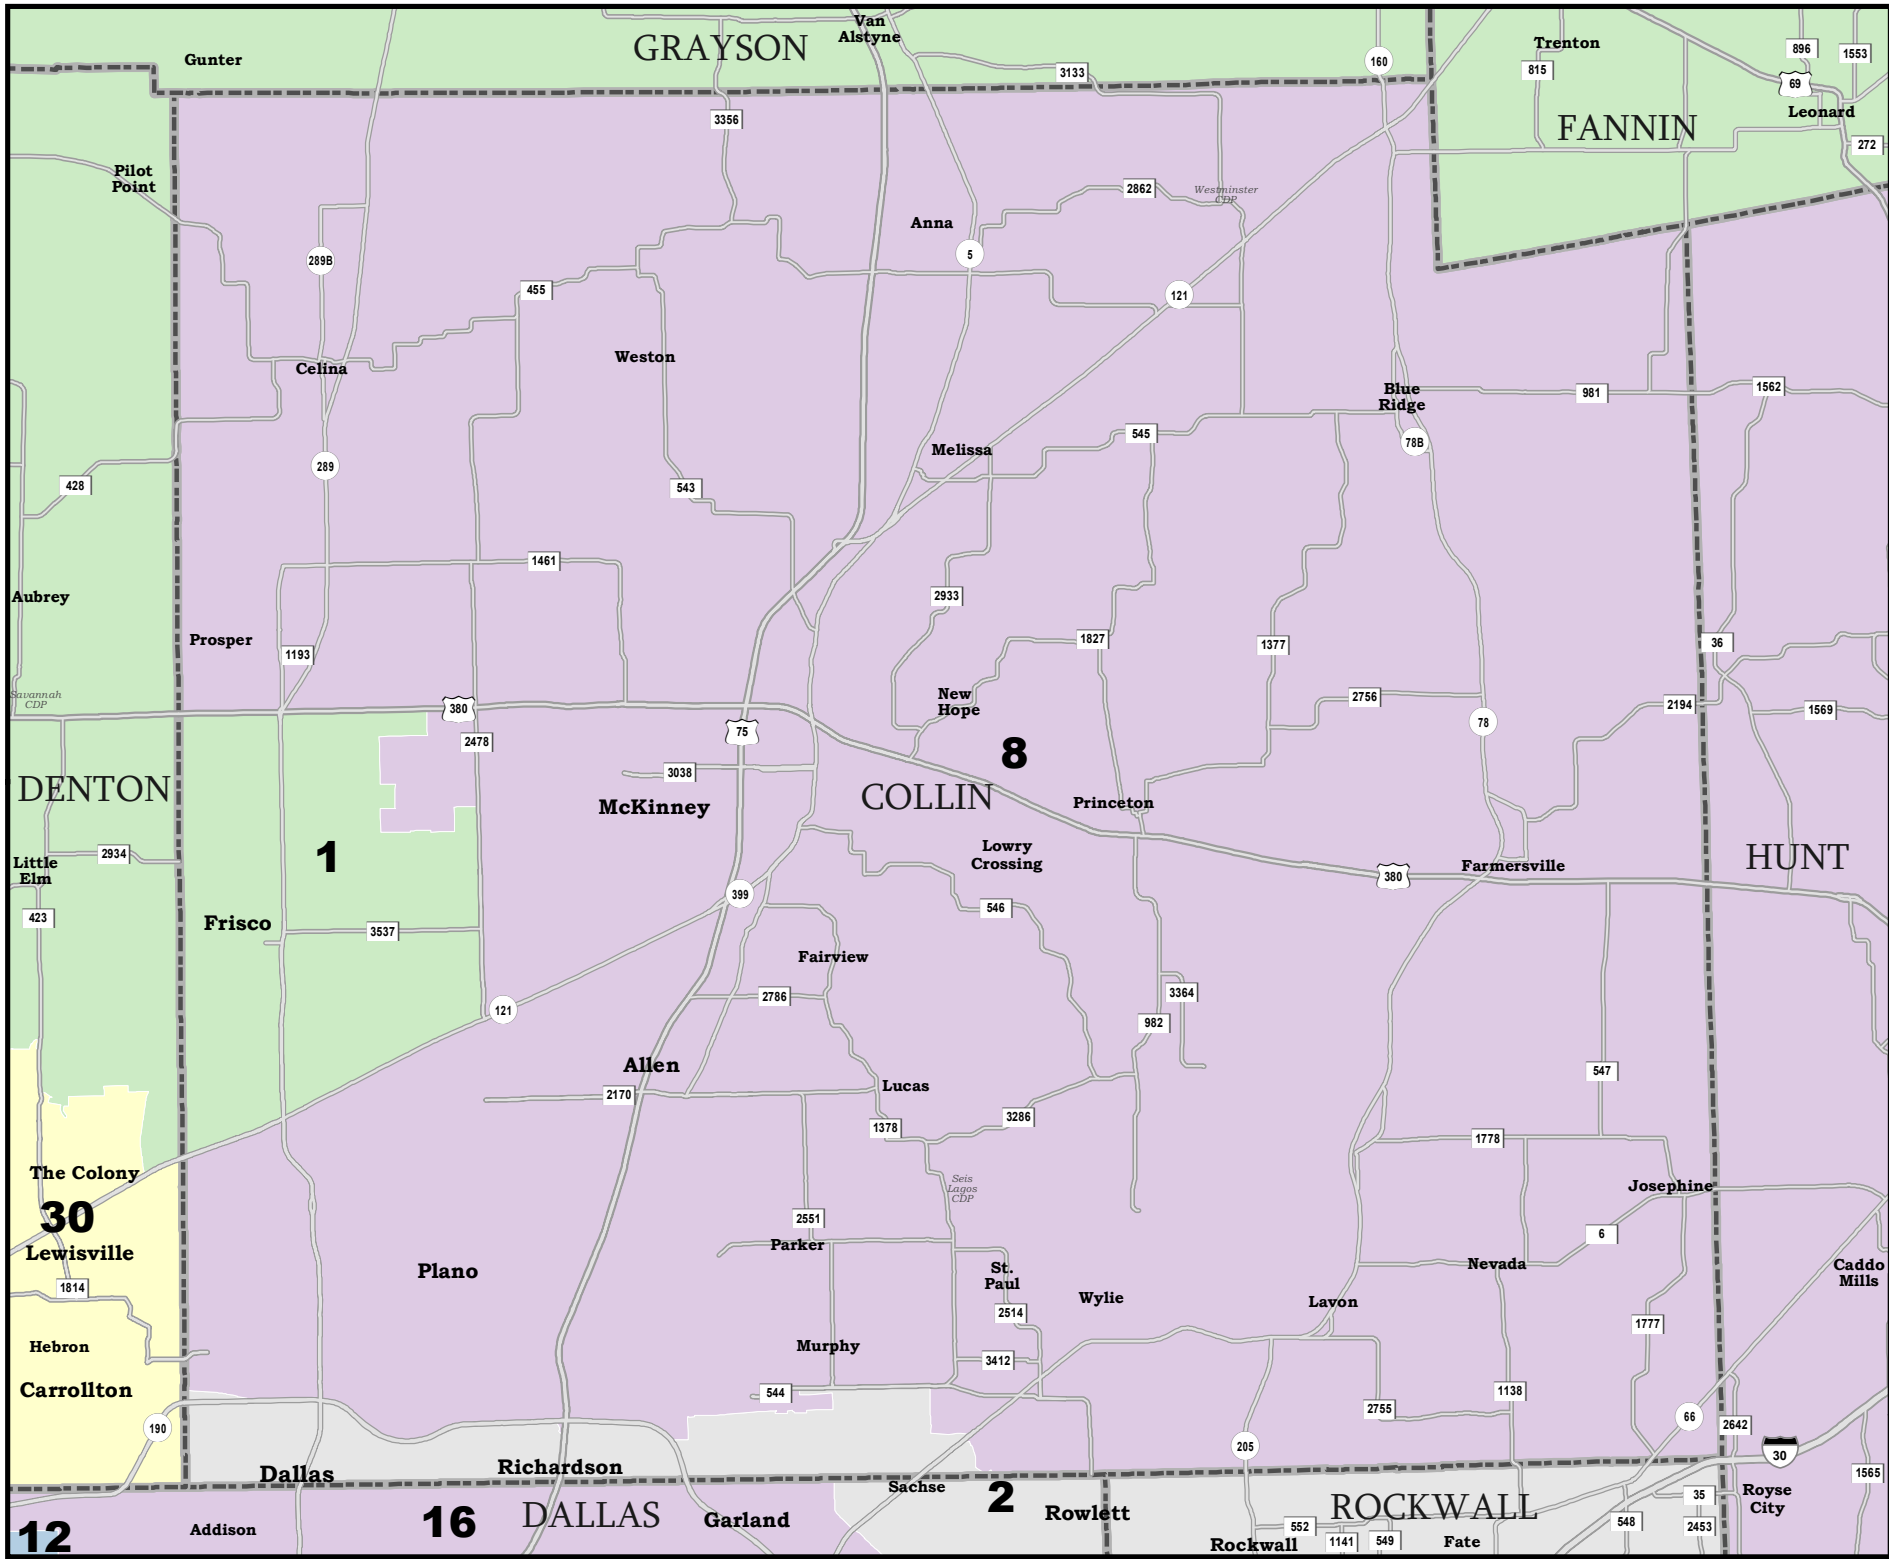 Van
Alstyne
GRAYSON
Gunter
Trenton
896
1553
160
3133
815
69
Leonard
3356
FANNIN
272
Pilot
Point
2862
Westminster
CDP
Anna
5
289B
455
121
Weston
Celina
Blue
Ridge
981
1562
545
78B
Melissa
289
428
543
1461
Aubrey
2933
Prosper
1827
1377
36
1193
Savannah
CDP
New
Hope
2756
2194
1569
380
75
78
2478
8
DENTON
3038
McKinney
COLLIN
Princeton
1
2934
Little
Elm
Lowry
Crossing
380
Farmersville
HUNT
399
423
Frisco
546
3537
Fairview
2786
3364
121
982
Allen
547
2170
Lucas
1378
3286
1778
The Colony
Seis
Lagos
CDP
Josephine
30
2551
Lewisville
Parker
6
Plano
St.
Paul
Nevada
Caddo
Mills
1814
Wylie
Lavon
2514
1777
Hebron
Murphy
3412
Carrollton
544
1138
2755
190
66
2642
205
30
Dallas
Richardson
1565
Sachse
2
35
Royse
City
16
DALLAS
Garland
Rowlett
ROCKWALL
12
Addison
552
548
2453
Rockwall
1141
549
Fate